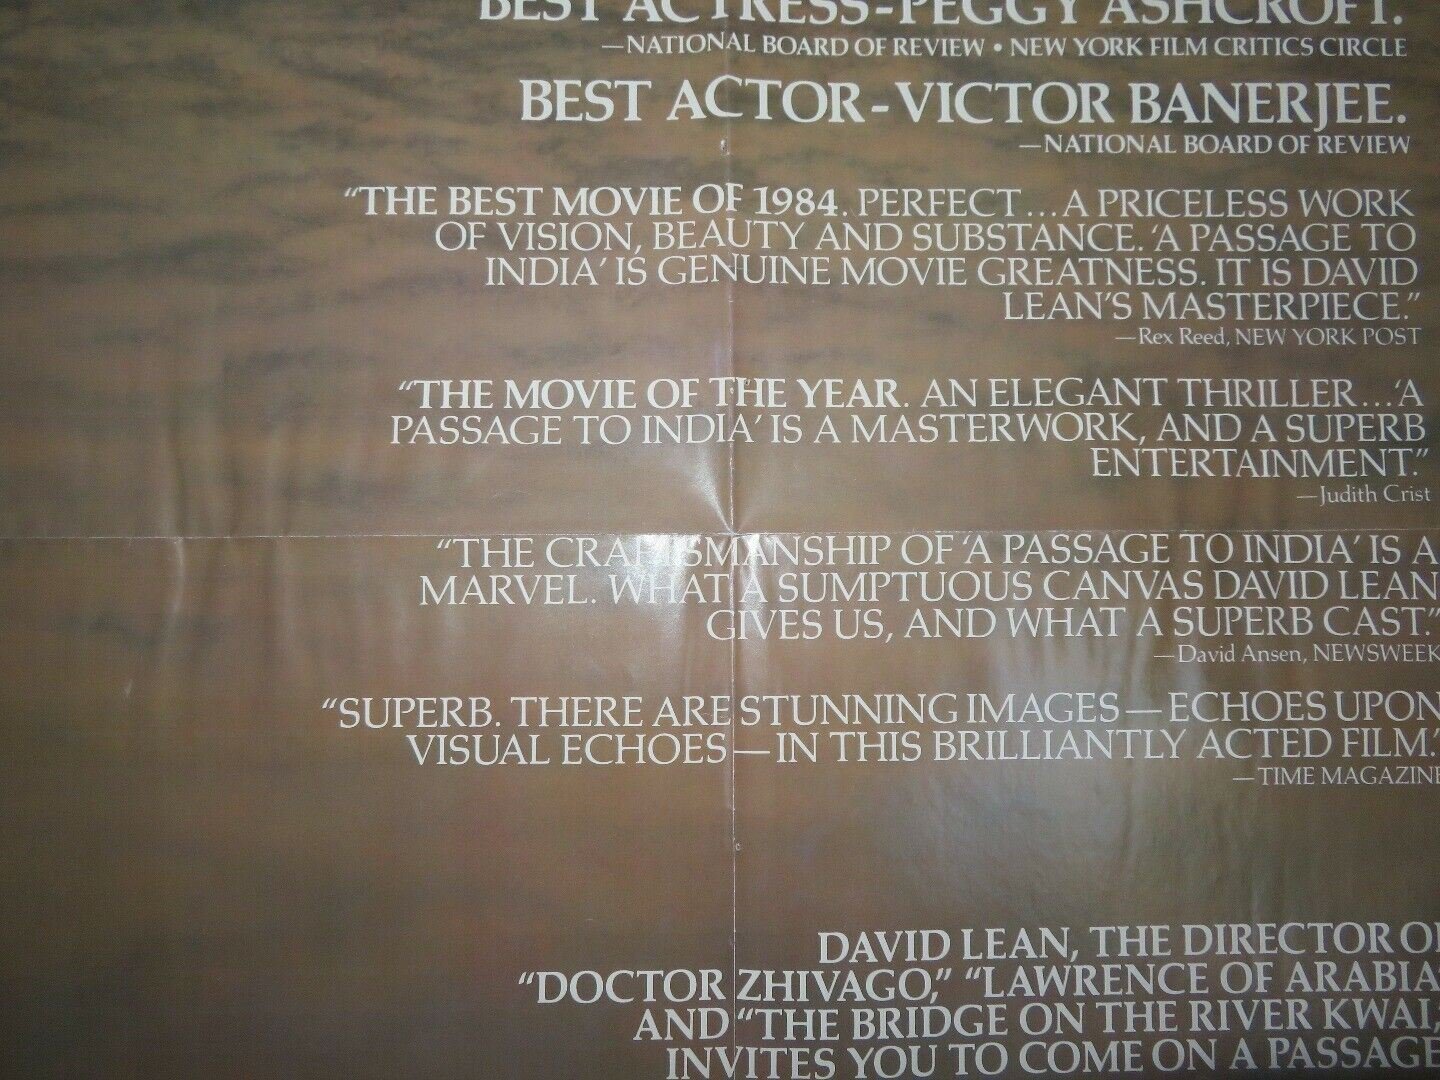 BEST ACTRESS-PEGGY ASHCROFT.
—NATIONAL BOARD OF REVIEW • NEW YORK FILM CRITICS CIRCLE
BEST ACTOR-VICTOR BANERJEE.
—NATIONAL BOARD OF REVIEW
“THE BEST MOVIE OF 1984. PERFECT...A PRICELESS WORK
OF VISION, BEAUTY AND SUBSTANCE. ‘A PASSAGE TO
INDIA’ IS GENUINE MOVIE GREATNESS. IT IS DAVID
LEAN’S MASTERPIECE.”
—Rex Reed, NEW YORK POST
“THE MOVIE OF THE YEAR. AN ELEGANT THRILLER...‘A
PASSAGE TO INDIA’ IS A MASTERWORK, AND A SUPERB
ENTERTAINMENT.”
—Judith Crist
“THE CRAFTSMANSHIP OF ‘A PASSAGE TO INDIA’ IS A
MARVEL. WHAT A SUMPTUOUS CANVAS DAVID LEAN
GIVES US, AND WHAT A SUPERB CAST.”
—David Ansen, NEWSWEEK
“SUPERB. THERE ARE STUNNING IMAGES—ECHOES UPON
VISUAL ECHOES—IN THIS BRILLIANTLY ACTED FILM.”
—TIME MAGAZINE
DAVID LEAN, THE DIRECTOR OF
“DOCTOR ZHIVAGO,” “LAWRENCE OF ARABIA”
AND “THE BRIDGE ON THE RIVER KWAI,”
INVITES YOU TO COME ON A PASSAGE